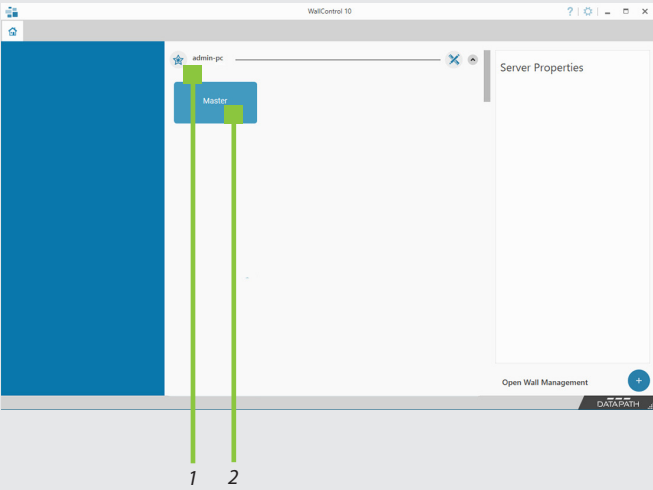 WallControl 10
admin-pc
Master
Server Properties
Open Wall Management
DATAPATH
1 2